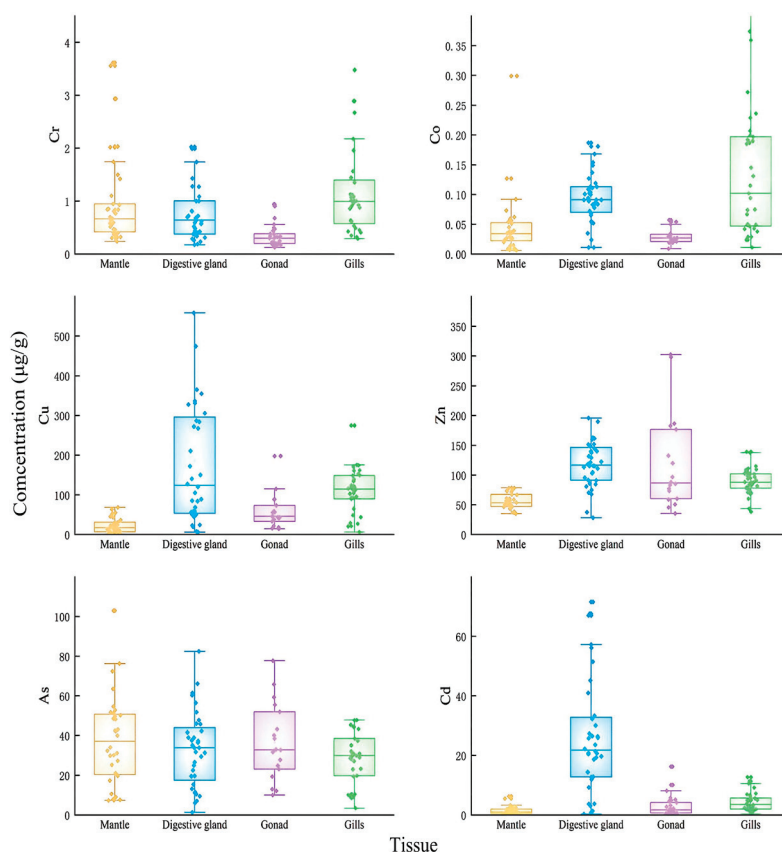 4
3
2
1
0
Cr
Mantle Digestive gland Gonad Gills
0.35
0.30
0.25
0.20
0.15
0.10
0.05
0.00
Co
Mantle Digestive gland Gonad Gills
Comcentration (μg/g)
500
400
300
200
100
0
Cu
Mantle Digestive gland Gonad Gills
350
300
250
200
150
100
50
0
Zn
Mantle Digestive gland Gonad Gills
100
80
60
40
20
0
As
Mantle Digestive gland Gonad Gills
60
40
20
0
Cd
Mantle Digestive gland Gonad Gills
Tissue